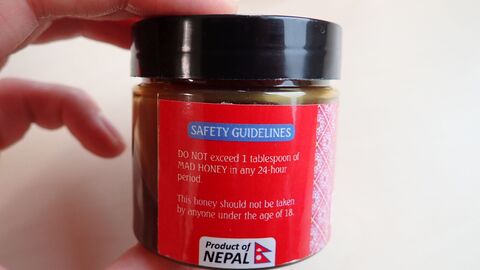 SAFETY GUIDELINES
DO NOT exceed 1 tablespoon of
MAD HONEY in any 24-hour
period.
This honey should not be taken
by anyone under the age of 18.
Product of
NEPAL